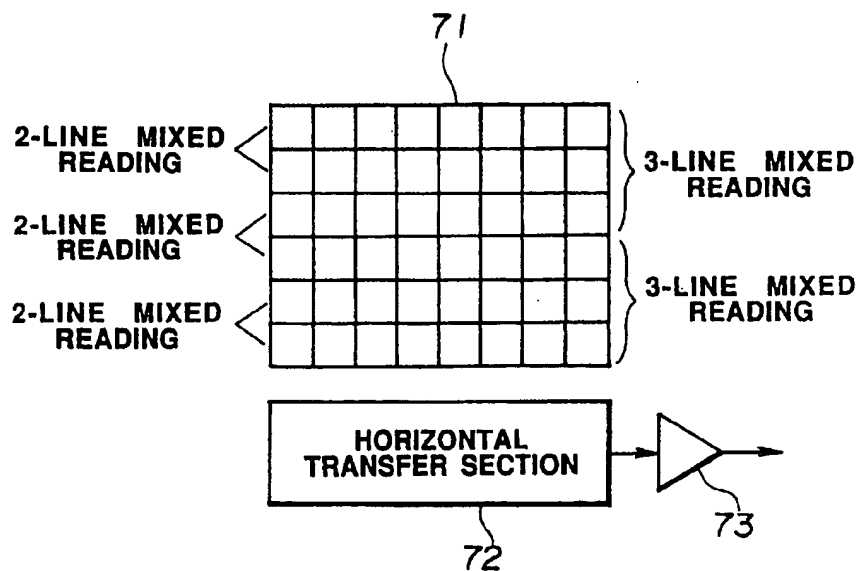 71
2-LINE MIXED
READING
3-LINE MIXED
READING
2-LINE MIXED
READING
3-LINE MIXED
READING
2-LINE MIXED
READING
HORIZONTAL
TRANSFER SECTION
73
72